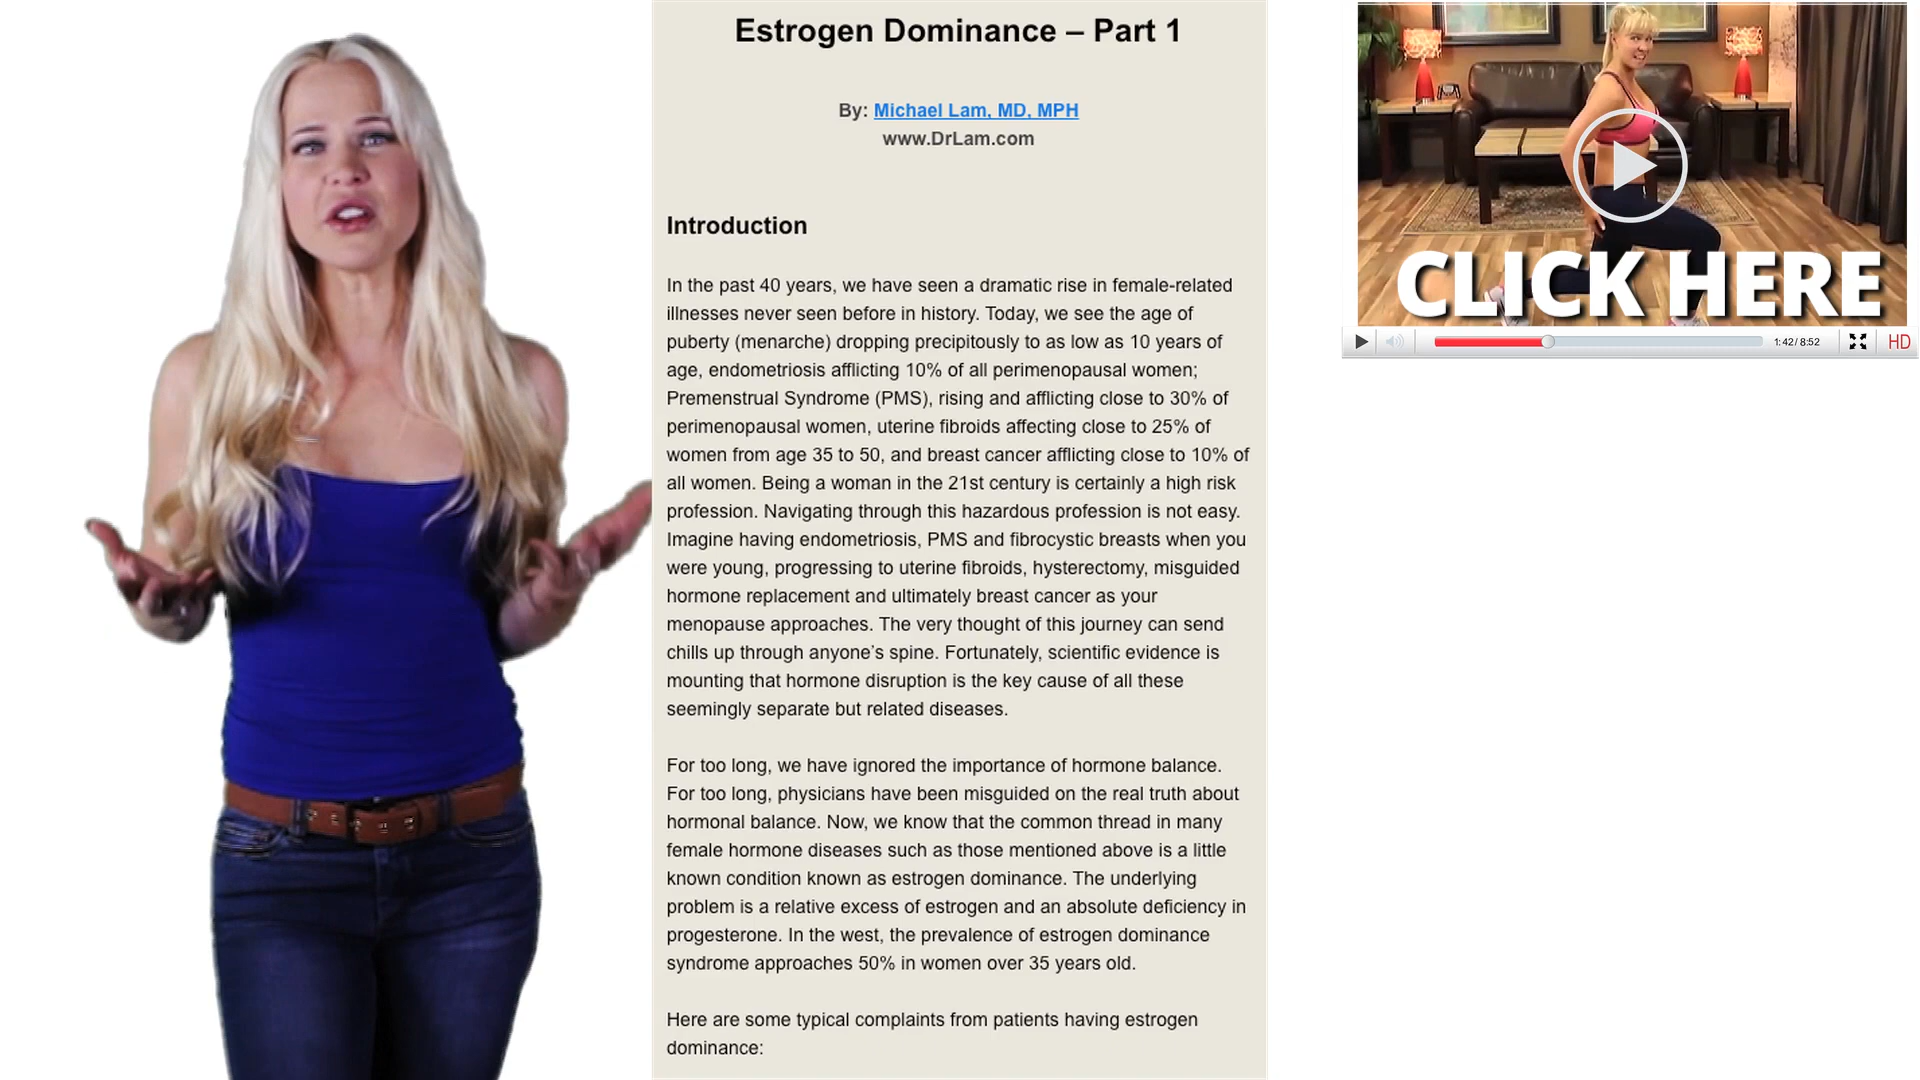 Estrogen Dominance – Part 1
By: Michael Lam, MD, MPH
www.DrLam.com
Introduction
In the past 40 years, we have seen a dramatic rise in female-related
illnesses never seen before in history. Today, we see the age of
puberty (menarche) dropping precipitously to as low as 10 years of
age, endometriosis afflicting 10% of all perimenopausal women;
Premenstrual Syndrome (PMS), rising and afflicting close to 30% of
perimenopausal women, uterine fibroids affecting close to 25% of
women from age 35 to 50, and breast cancer afflicting close to 10% of
all women. Being a woman in the 21st century is certainly a high risk
profession. Navigating through this hazardous profession is not easy.
Imagine having endometriosis, PMS and fibrocystic breasts when you
were young, progressing to uterine fibroids, hysterectomy, misguided
hormone replacement and ultimately breast cancer as your
menopause approaches. The very thought of this journey can send
chills up through anyone's spine. Fortunately, scientific evidence is
mounting that hormone disruption is the key cause of all these
seemingly separate but related diseases.
For too long, we have ignored the importance of hormone balance.
For too long, physicians have been misguided on the real truth about
hormonal balance. Now, we know that the common thread in many
female hormone diseases such as those mentioned above is a little
known condition known as estrogen dominance. The underlying
problem is a relative excess of estrogen and an absolute deficiency in
progesterone. In the west, the prevalence of estrogen dominance
syndrome approaches 50% in women over 35 years old.
Here are some typical complaints from patients having estrogen
dominance:
CLICK HERE
1:42/8:52
HD